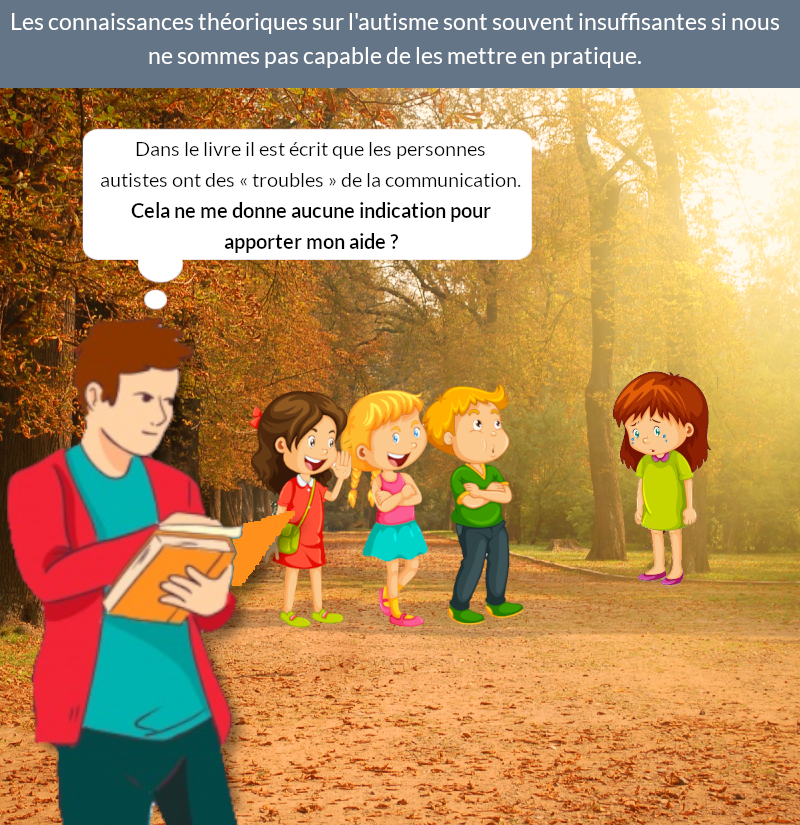 Les connaissances théoriques sur l'autisme sont souvent insuffisantes si nous
ne sommes pas capable de les mettre en pratique.
Dans le livre il est écrit que les personnes
autistes ont des « troubles » de la communication.
Cela ne me donne aucune indication pour
apporter mon aide ?